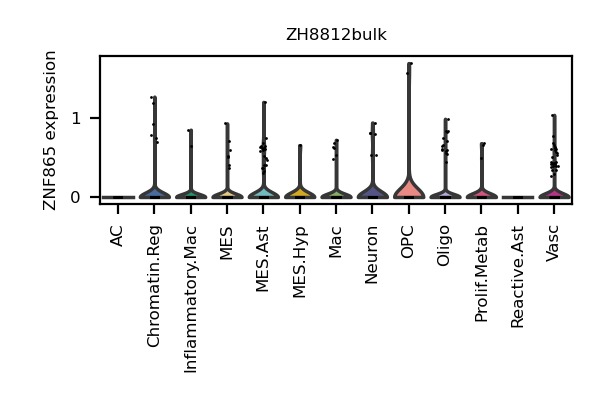 ZH8812bulk
ZNF865 expression
1
0
AC
Chromatin.Reg
Inflammatory.Mac
MES
MES.Ast
MES.Hyp
Mac
Neuron
OPC
Oligo
Prolif.Metab
Reactive.Ast
Vasc